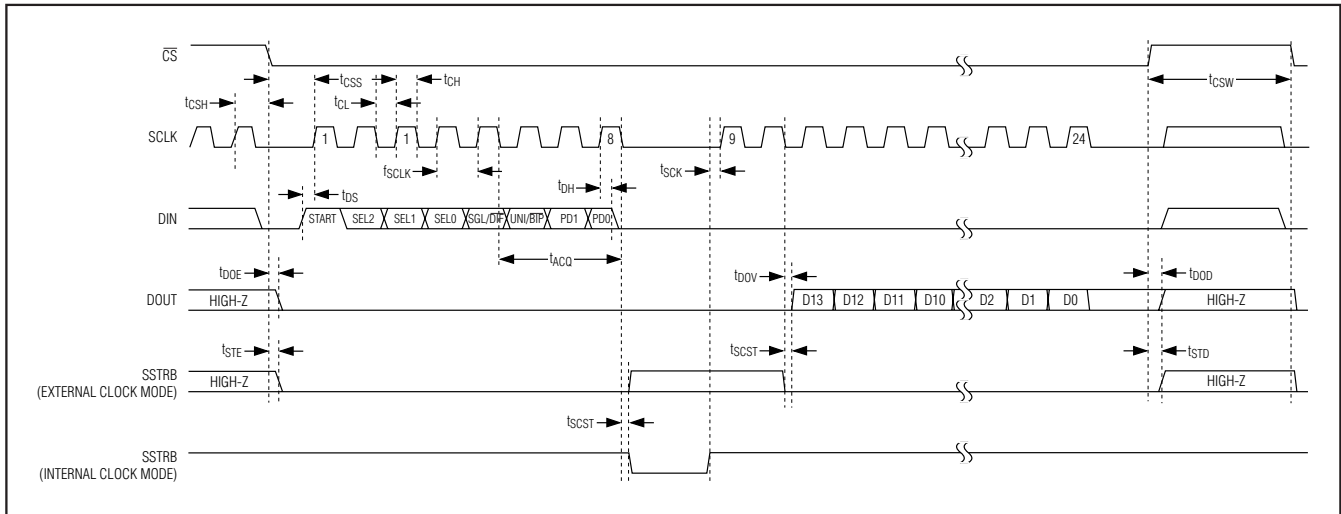 CS
tCSS
tCH
tCSH
tCL
tCSW
SCLK
1
1
8
9
24
fSCLK
tSCK
tDS
tDH
DIN
START
SEL2
SEL1
SEL0
SGL/DIF
UNI/BIP
PD1
PD0
tACQ
tDOE
tDOV
tDOD
DOUT
HIGH-Z
D13
D12
D11
D10
D2
D1
D0
HIGH-Z
tSTE
tSCST
tSTD
SSTRB
(EXTERNAL CLOCK MODE)
HIGH-Z
HIGH-Z
tSCST
SSTRB
(INTERNAL CLOCK MODE)